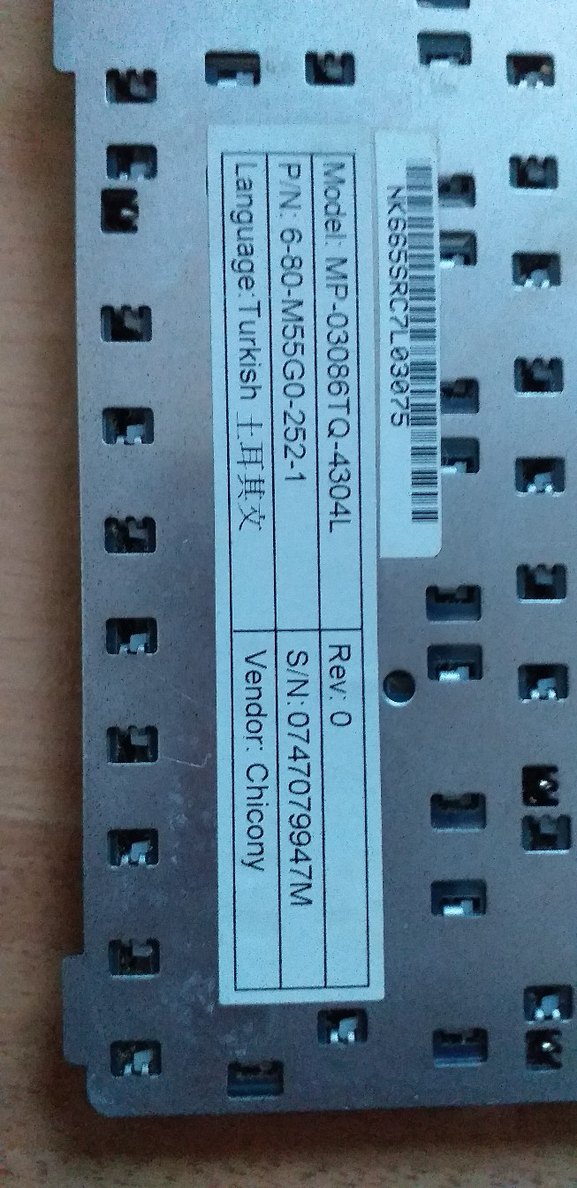 NK665SRC7L03075
Model: MP-03086TQ-4304L
Rev: 0
P/N: 6-80-M55G0-252-1
S/N: 0747079947M
Language:Turkish 土耳其文
Vendor: Chicony